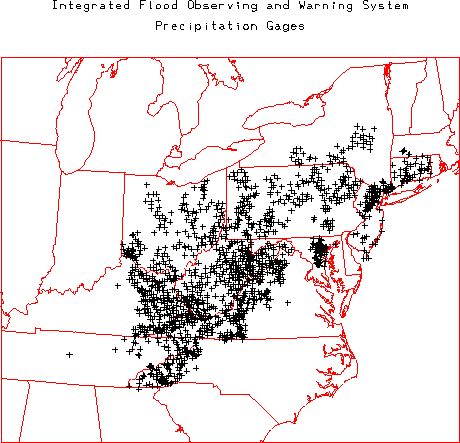 Integrated Flood Observing and Warning System
Precipitation Gages